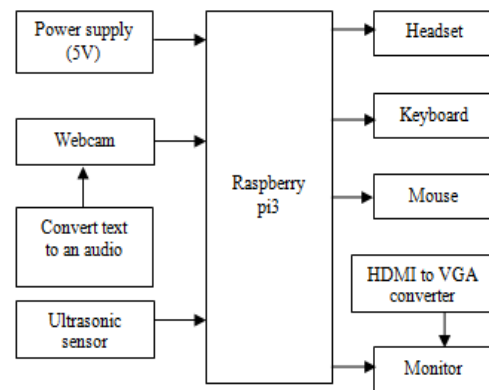 Power supply
(5V)
Webcam
Convert text
to an audio
Ultrasonic
sensor
Raspberry
pi3
Headset
Keyboard
Mouse
HDMI to VGA
converter
Monitor